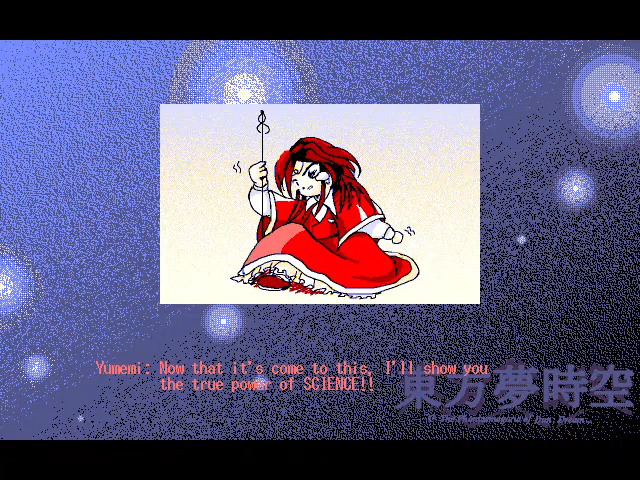 Yumemi: Now that it's come to this, I'll show you
the true power of SCIENCE!!
東方夢時空